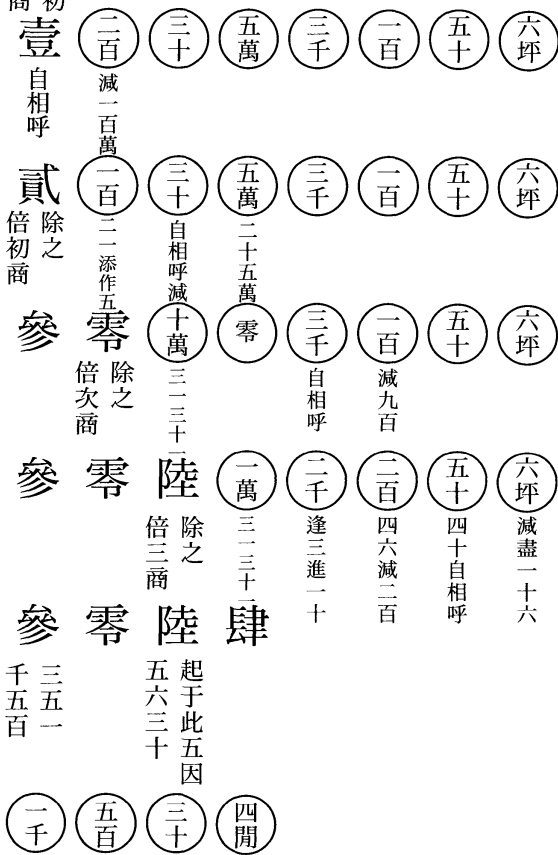 初
商
壹 二百 三十 五萬 三千 一百 五十 六坪
自相呼
減一百萬
貳 一百 三十 五萬 三千 一百 五十 六坪
除之
倍初商
二一添作五
自相呼減
二十五萬
參 零 十萬 零 三千 一百 五十 六坪
除之
倍次商
三一三十一
自相呼
減九百
參 零 陸 一萬 二千 二百 五十 六坪
除之
倍三商
三一三十一
逢三進一十
四六減二百
四十自相呼
減盡一十六
參 零 陸 肆
三五一
千五百
起于此五因
五六三十
一千 五百 三十 四閒